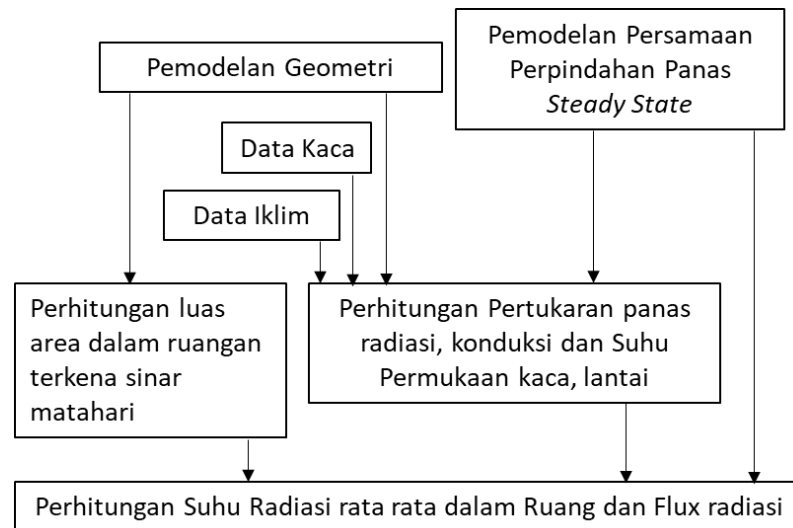 Pemodelan Geometri
Pemodelan Persamaan
Perpindahan Panas
Steady State
Data Kaca
Data Iklim
Perhitungan luas
area dalam ruangan
terkena sinar
matahari
Perhitungan Pertukaran panas
radiasi, konduksi dan Suhu
Permukaan kaca, lantai
Perhitungan Suhu Radiasi rata rata dalam Ruang dan Flux radiasi